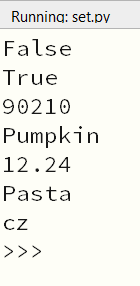 Running: set.py
False
True
90210
Pumpkin
12.24
Pasta
cz
>>>